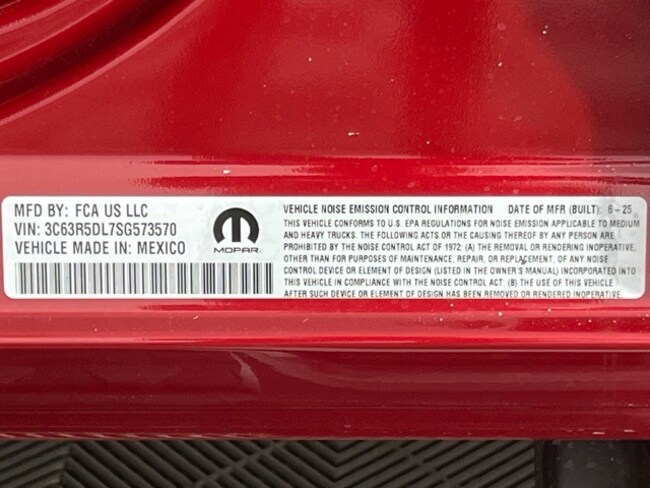 MFD BY: FCA US LLC
VIN: 3C63R5DL7SG573570
VEHICLE MADE IN: MEXICO
MOPAR.
VEHICLE NOISE EMISSION CONTROL INFORMATION DATE OF MFR (BUILT): 6-25
THIS VEHICLE CONFORMS TO U.S. EPA REGULATIONS FOR NOISE EMISSION APPLICABLE TO MEDIUM
AND HEAVY TRUCKS. THE FOLLOWING ACTS OR THE CAUSING THEREOF BY ANY PERSON ARE
PROHIBITED BY THE NOISE CONTROL ACT OF 1972: (A) THE REMOVAL OR RENDERING INOPERATIVE,
OTHER THAN FOR PURPOSES OF MAINTENANCE, REPAIR, OR REPLACEMENT, OF ANY NOISE
CONTROL DEVICE OR ELEMENT OF DESIGN (LISTED IN THE OWNER'S MANUAL) INCORPORATED INTO
THIS VEHICLE IN COMPLIANCE WITH THE NOISE CONTROL ACT. (B) THE USE OF THIS VEHICLE
AFTER SUCH DEVICE OR ELEMENT OF DESIGN HAS BEEN REMOVED OR RENDERED INOPERATIVE.